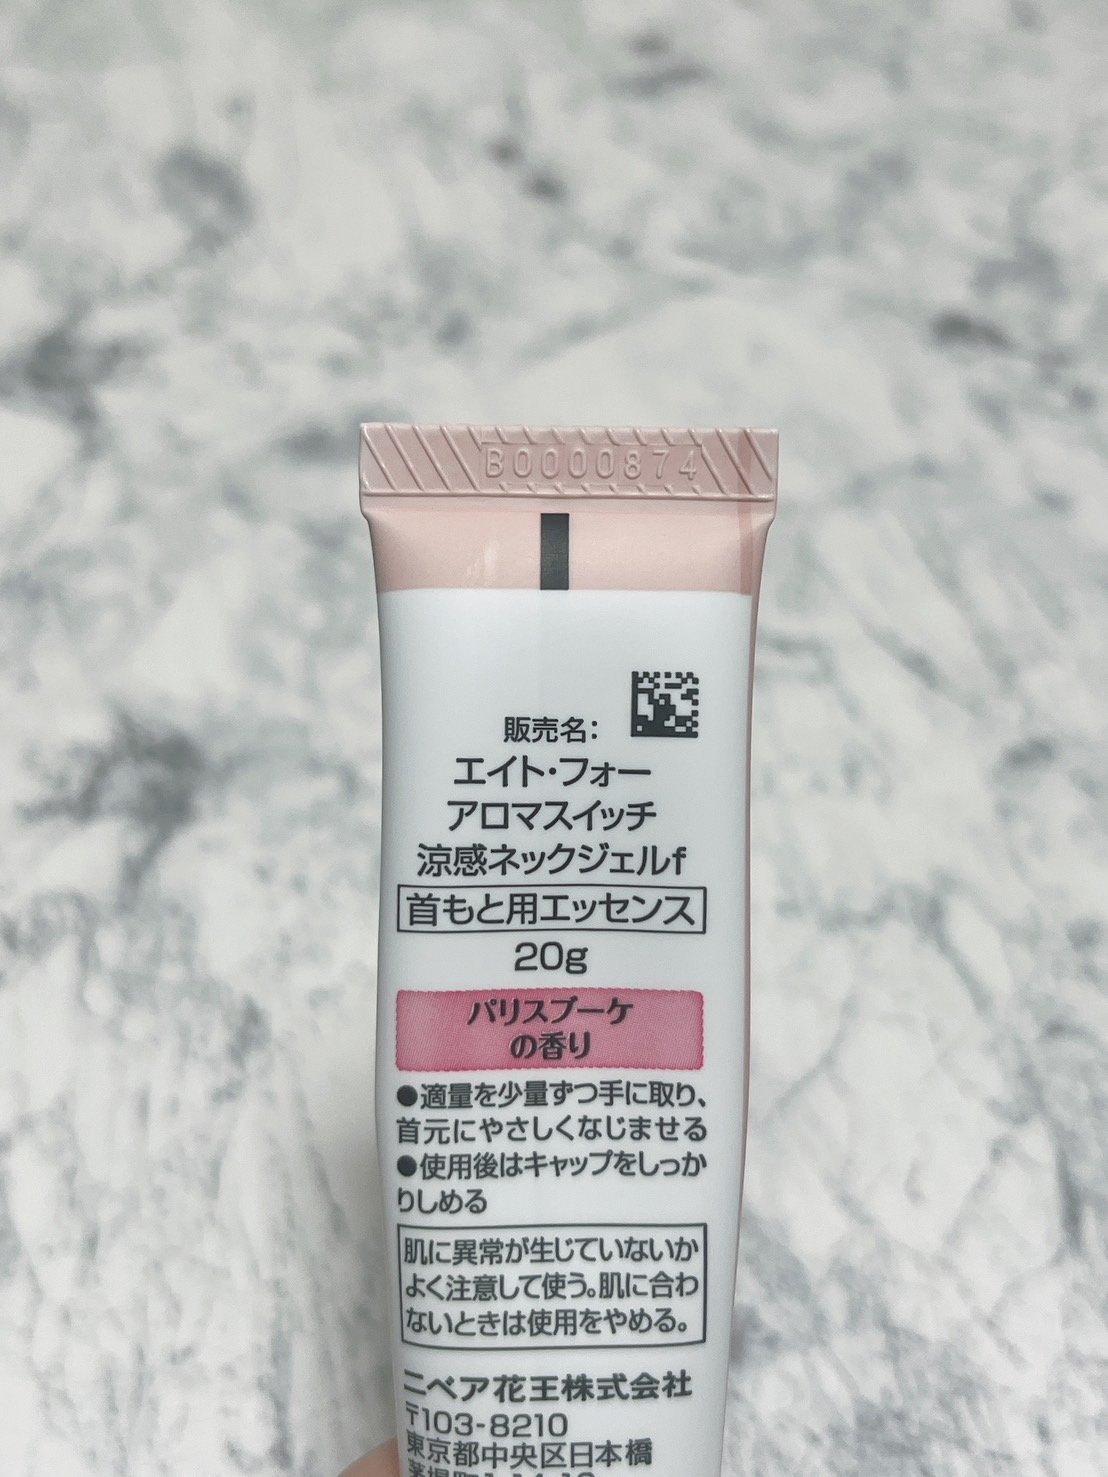 B0000874
販売名:
エイト・フォー
アロマスイッチ
涼感ネックジェルf
首もと用エッセンス
20g
パリスブーケ
の香り
●適量を少量ずつ手に取り、
首元にやさしくなじませる
●使用後はキャップをしっか
りしめる
肌に異常が生じていないか
よく注意して使う。肌に合わ
ないときは使用をやめる。
ニベア花王株式会社
〒103-8210
東京都中央区日本橋